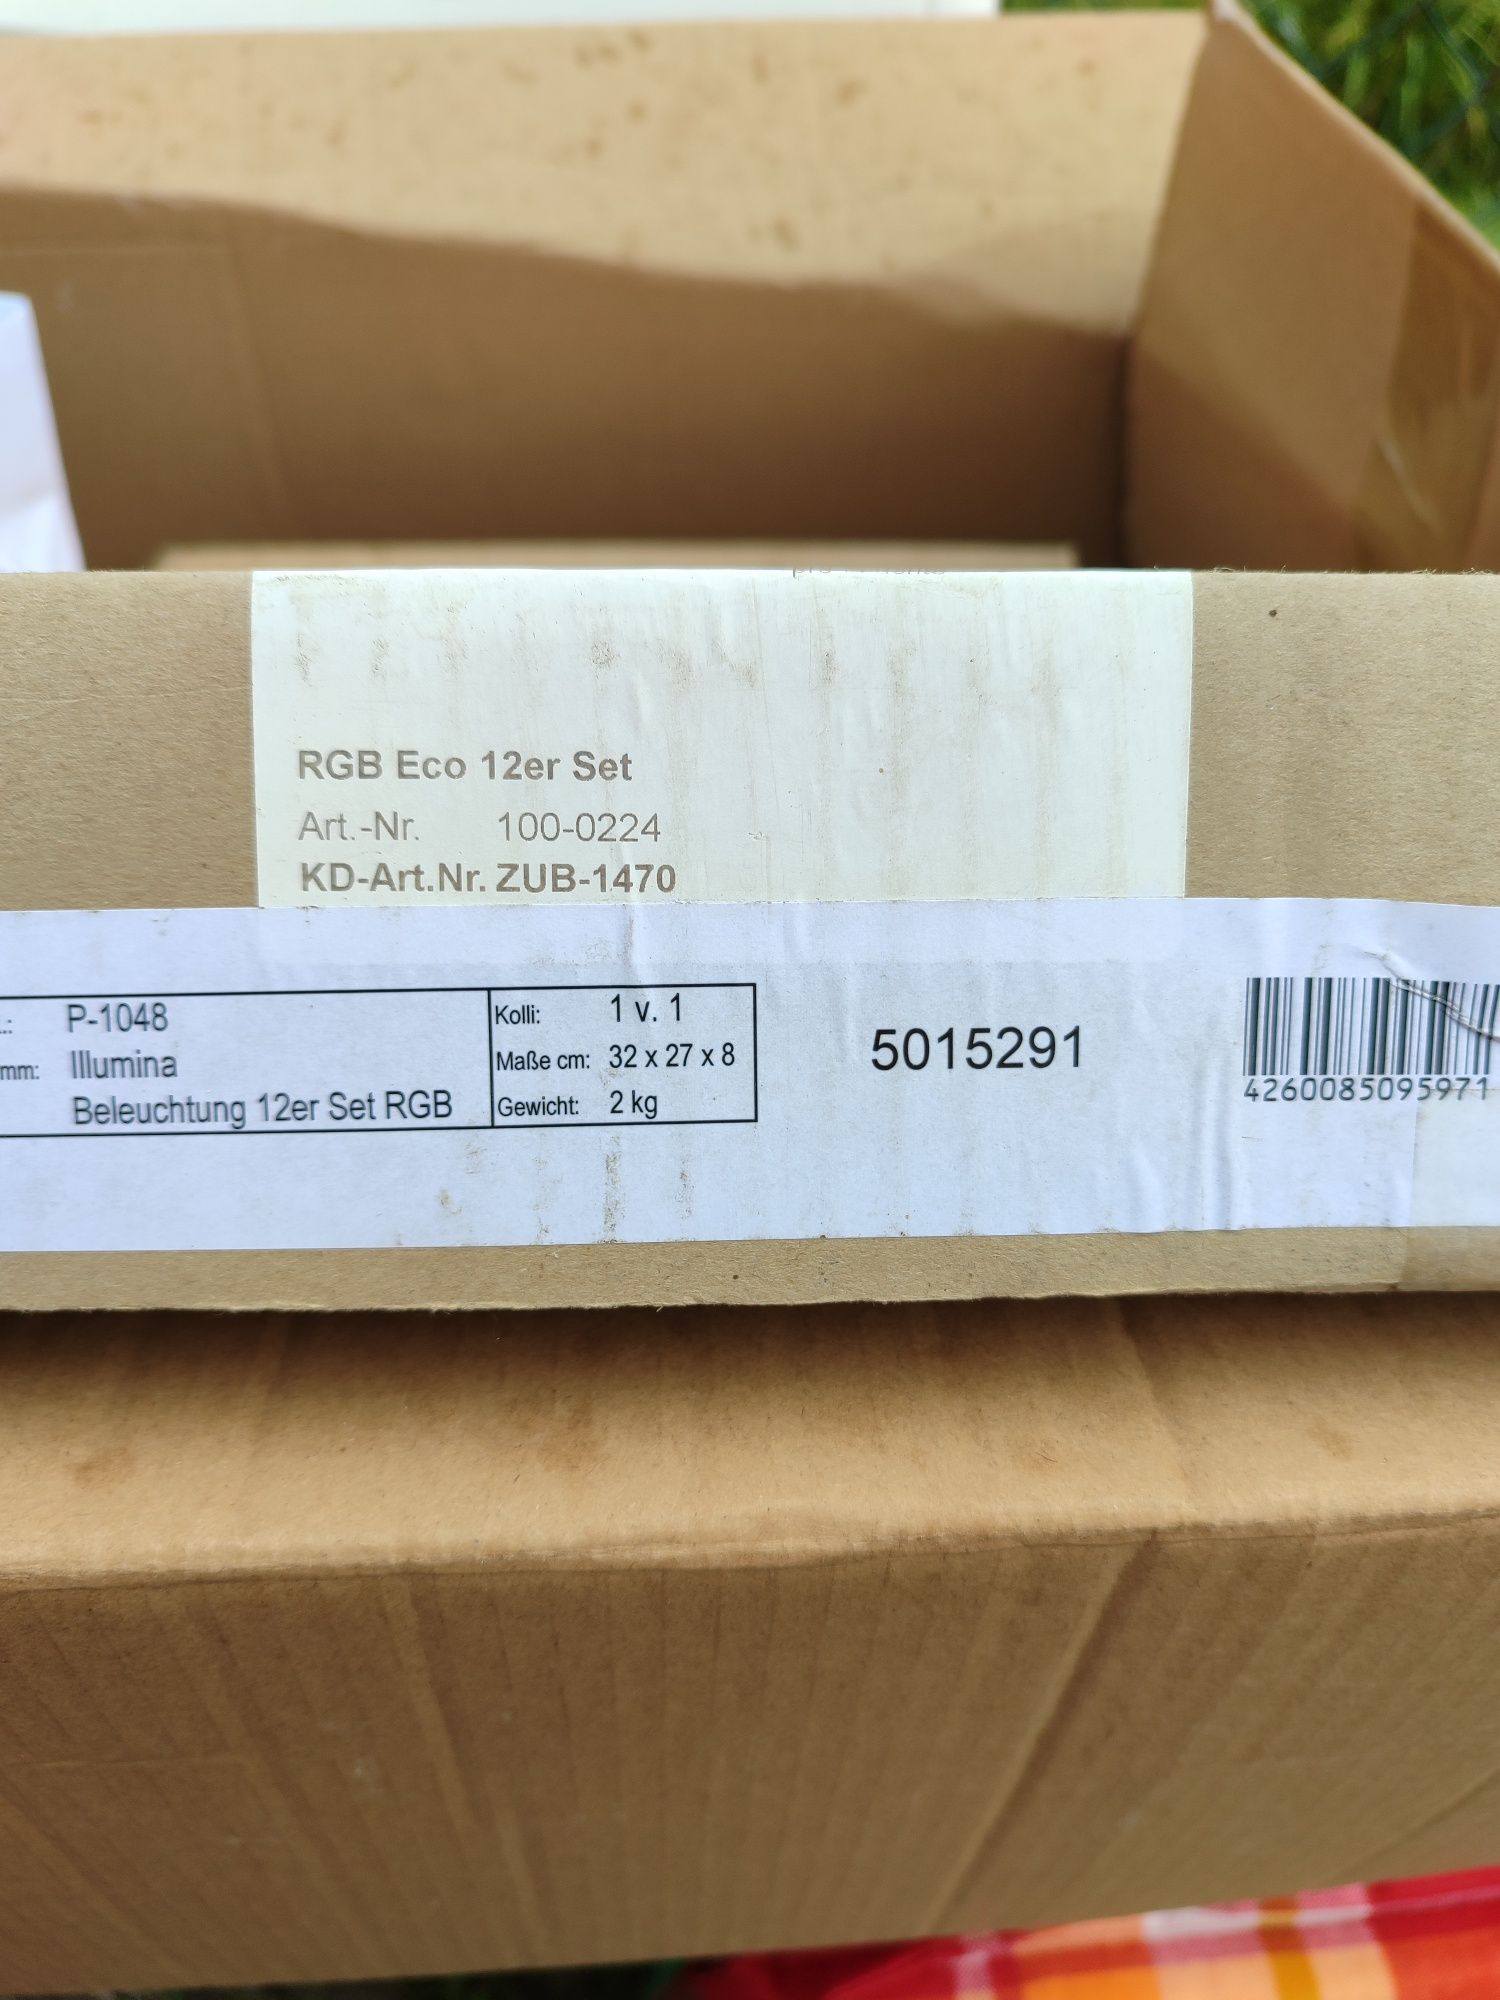 RGB Eco 12er Set
Art.-Nr. 100-0224
KD-Art.Nr. ZUB-1470
P-1048
mm: Illumina
Beleuchtung 12er Set RGB
Kolli: 1 v. 1
Maße cm: 32 x 27 x 8
Gewicht: 2 kg
5015291
4260085095971